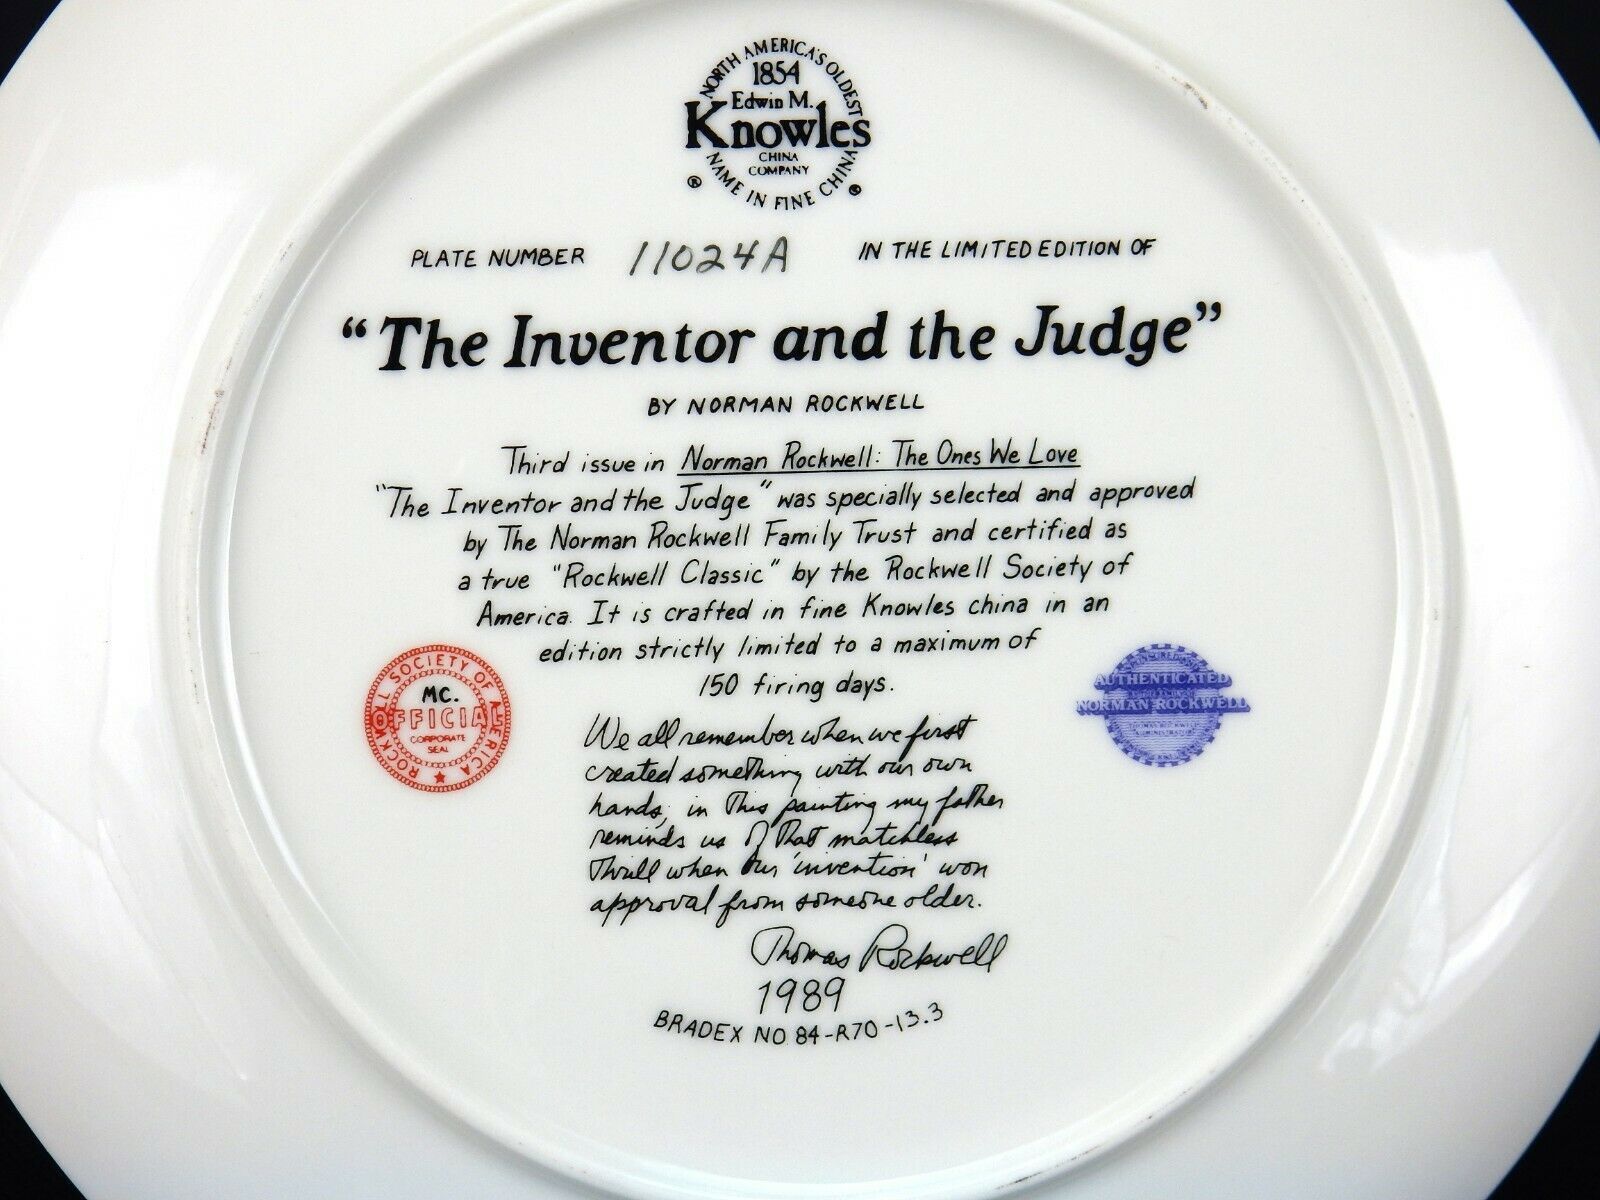 NORTH AMERICA'S OLDEST
1854
Edwin M.
Knowles
CHINA
COMPANY
® NAME IN FINE CHINA ®
PLATE NUMBER 11024A IN THE LIMITED EDITION OF
“The Inventor and the Judge”
BY NORMAN ROCKWELL
Third issue in Norman Rockwell: The Ones We Love
"The Inventor and the Judge" was specially selected and approved
by The Norman Rockwell Family Trust and certified as
a true "Rockwell Classic" by the Rockwell Society of
America. It is crafted in fine Knowles china in an
edition strictly limited to a maximum of
150 firing days.
ROCKWELL SOCIETY OF AMERICA ★
MC.
OFFICIAL
CORPORATE
SEAL
AUTHENTICATED
NORMAN ROCKWELL
We all remember when we first
created something with our own
hands; in this painting my father
reminds us of that matchless
thrill when our 'invention' won
approval from someone older.
Thomas Rockwell
1989
BRADEX NO. 84-R70-13.3